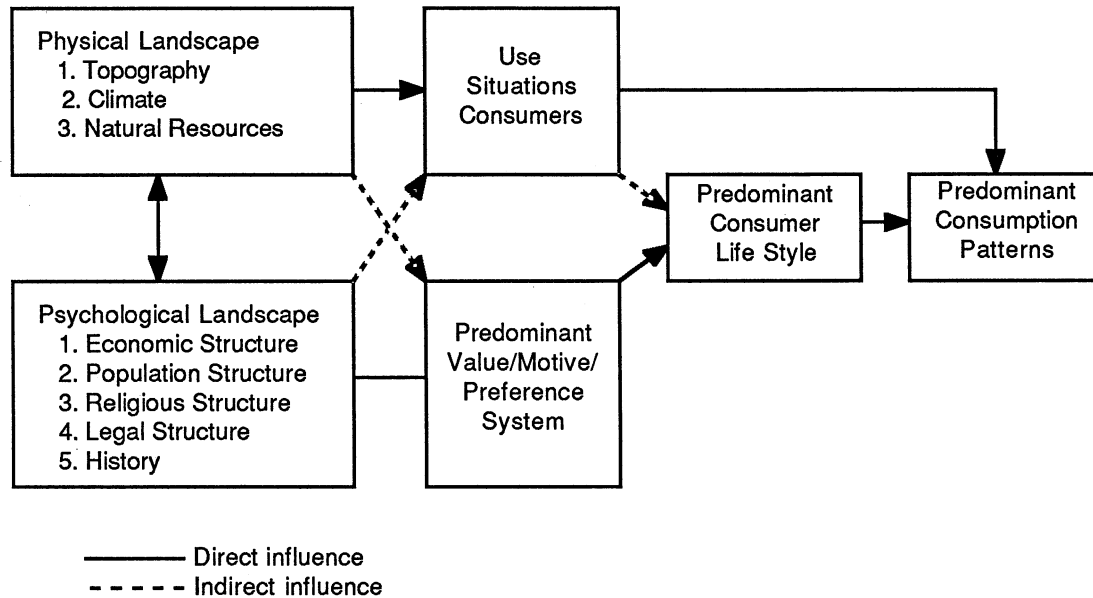 Physical Landscape
1. Topography
2. Climate
3. Natural Resources
Use
Situations
Consumers
Predominant
Consumer
Life Style
Predominant
Consumption
Patterns
Psychological Landscape
1. Economic Structure
2. Population Structure
3. Religious Structure
4. Legal Structure
5. History
Predominant
Value/Motive/
Preference
System
Direct influence
Indirect influence